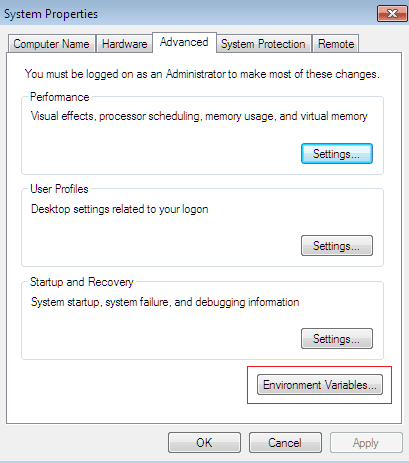 System Properties
Computer Name Hardware Advanced System Protection Remote
You must be logged on as an Administrator to make most of these changes.
Performance
Visual effects, processor scheduling, memory usage, and virtual memory
Settings...
User Profiles
Desktop settings related to your logon
Settings...
Startup and Recovery
System startup, system failure, and debugging information
Settings...
Environment Variables...
OK Cancel Apply